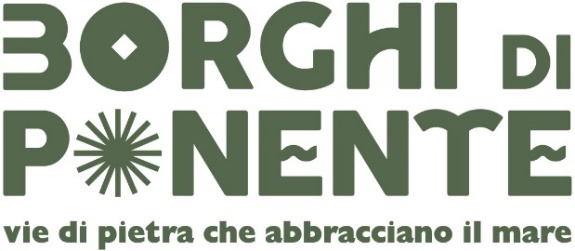 BORGHI DI
PONENTE
vie di pietra che abbracciano il mare